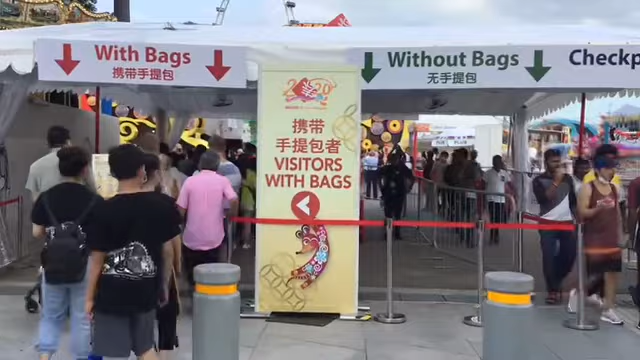 With Bags
携带手提包
Without Bags
无手提包
Checkp
2020
携带
手提包者
VISITORS
WITH BAGS